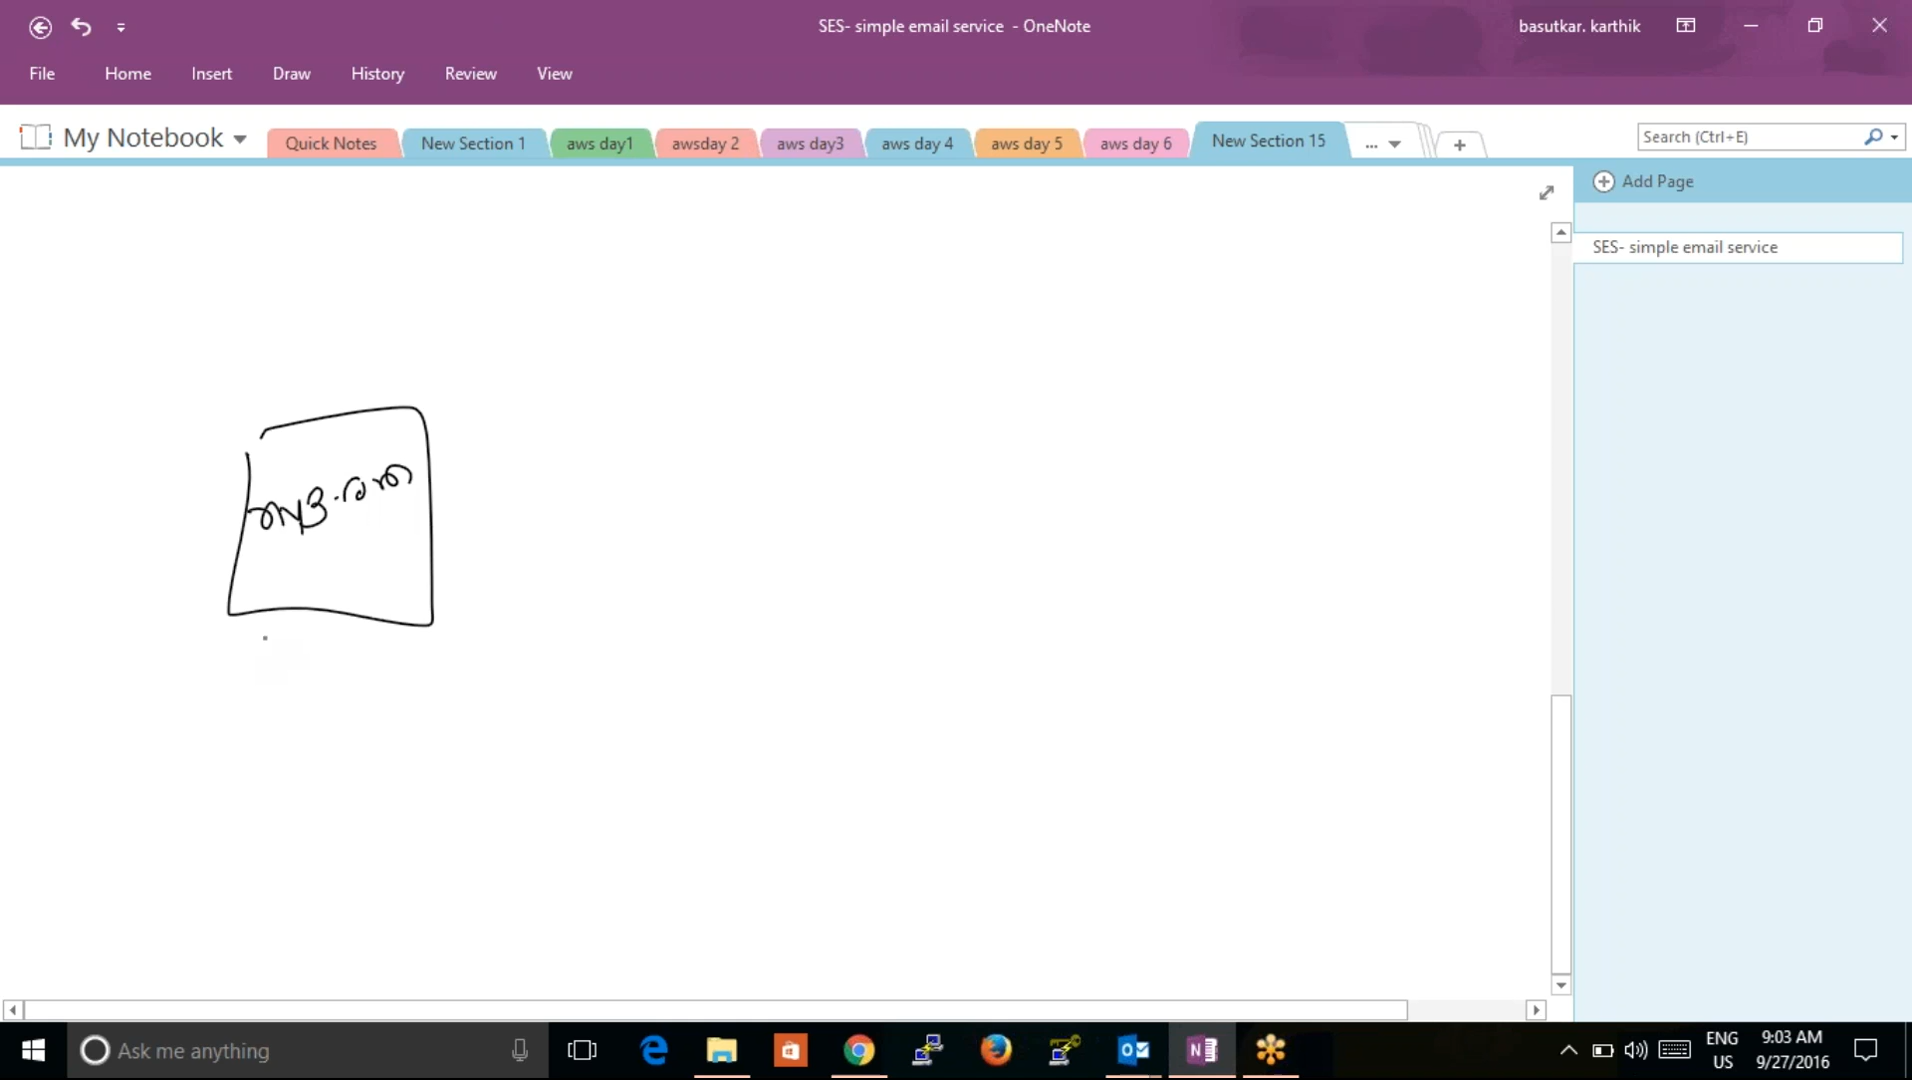 SES- simple email service - OneNote
basutkar. karthik
File Home Insert Draw History Review View
My Notebook
Quick Notes
New Section 1
aws day1
awsday 2
aws day3
aws day 4
aws day 5
aws day 6
New Section 15
...
Search (Ctrl+E)
Add Page
SES- simple email service
Ask me anything
ENG
US
9:03 AM
9/27/2016